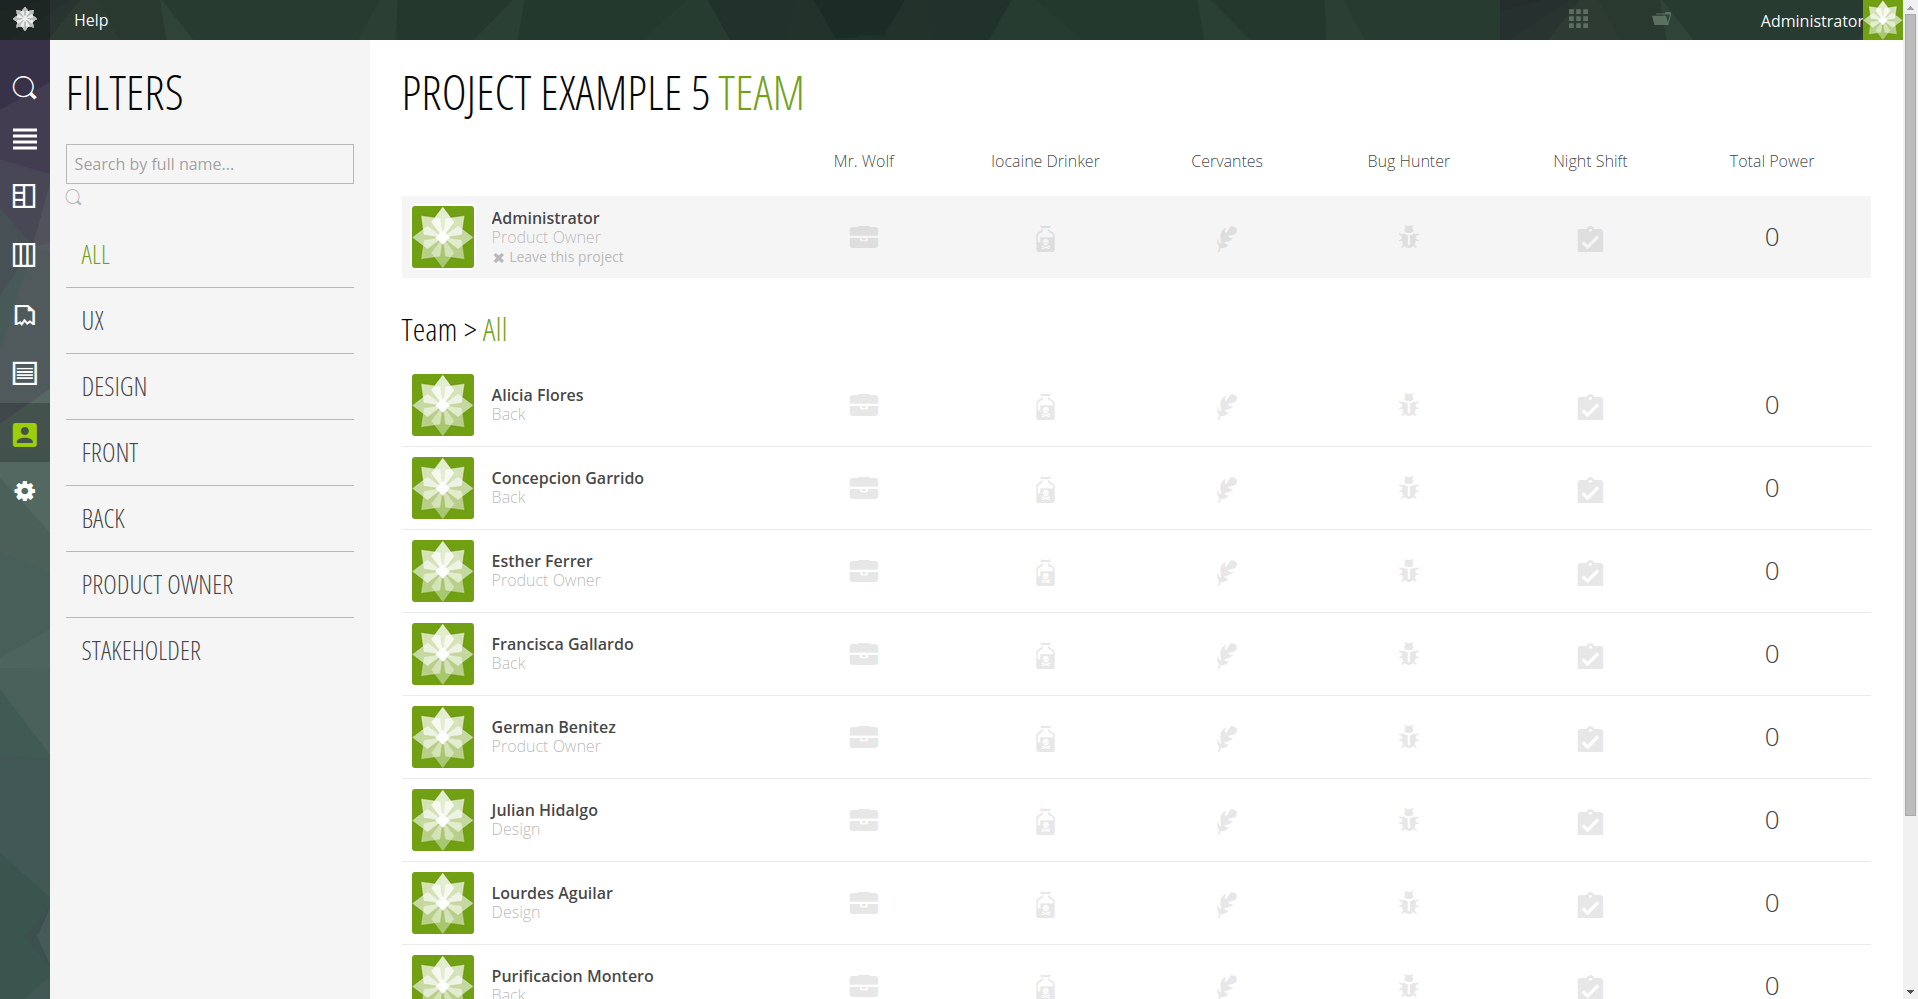 Help
Administrator
FILTERS
Search by full name...
ALL
UX
DESIGN
FRONT
BACK
PRODUCT OWNER
STAKEHOLDER
PROJECT EXAMPLE 5 TEAM
Mr. Wolf Iocaine Drinker Cervantes Bug Hunter Night Shift Total Power
Administrator
Product Owner
✖ Leave this project
0
Team > All
Alicia Flores
Back
0
Concepcion Garrido
Back
0
Esther Ferrer
Product Owner
0
Francisca Gallardo
Back
0
German Benitez
Product Owner
0
Julian Hidalgo
Design
0
Lourdes Aguilar
Design
0
Purificacion Montero
Back
0